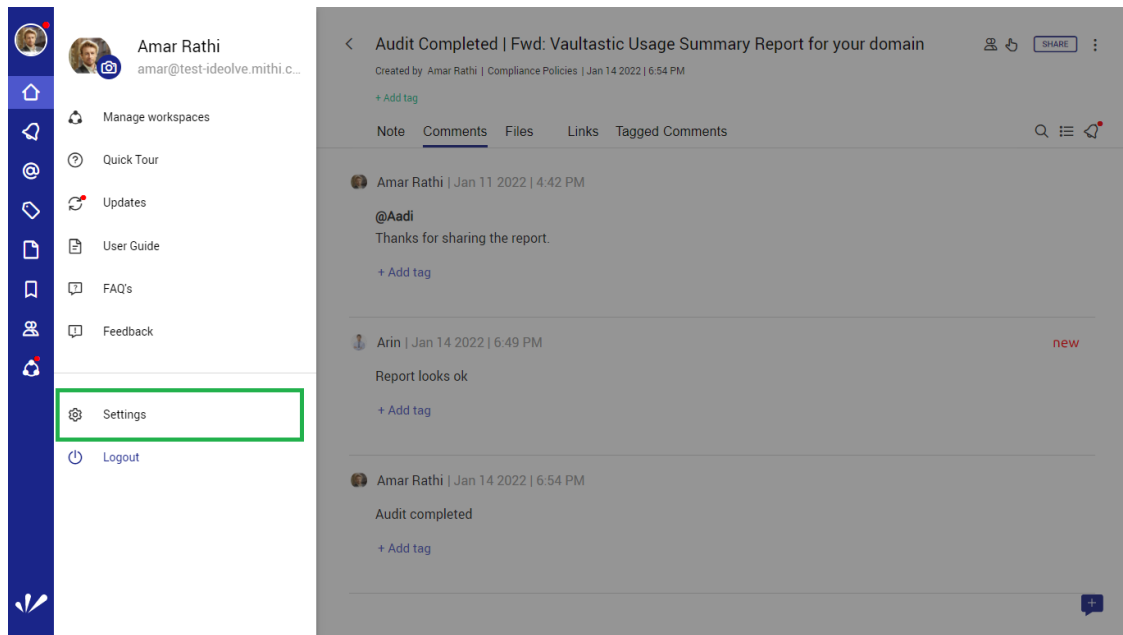 Amar Rathi
amar@test-ideolve.mithi.c...
Manage workspaces
Quick Tour
Updates
User Guide
FAQ's
Feedback
Settings
Logout
Audit Completed | Fwd: Vaultastic Usage Summary Report for your domain
SHARE
Created by Amar Rathi | Compliance Policies | Jan 14 2022 | 6:54 PM
+ Add tag
Note Comments Files Links Tagged Comments
Amar Rathi | Jan 11 2022 | 4:42 PM
@Aadi
Thanks for sharing the report.
+ Add tag
Arin | Jan 14 2022 | 6:49 PM
new
Report looks ok
+ Add tag
Amar Rathi | Jan 14 2022 | 6:54 PM
Audit completed
+ Add tag